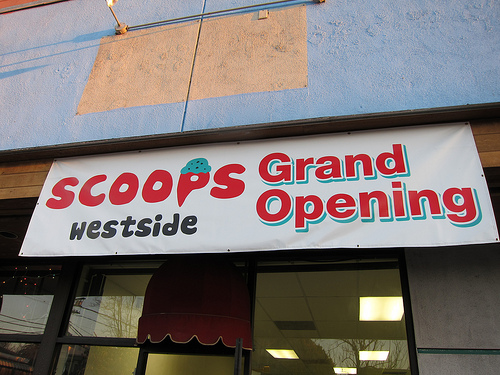 SCOOPS
westside
Grand
Opening